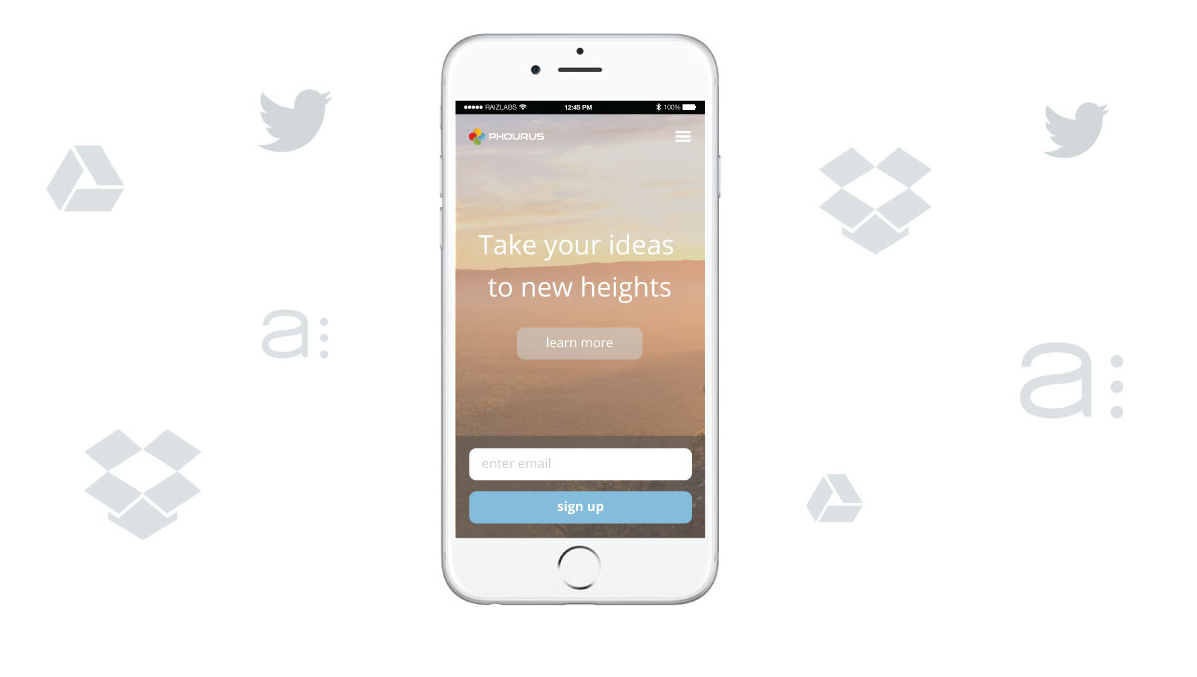 RAIZLABS
12:45 PM
100%
PHOURUS
Take your ideas
to new heights
learn more
enter email
sign up
a:
a: